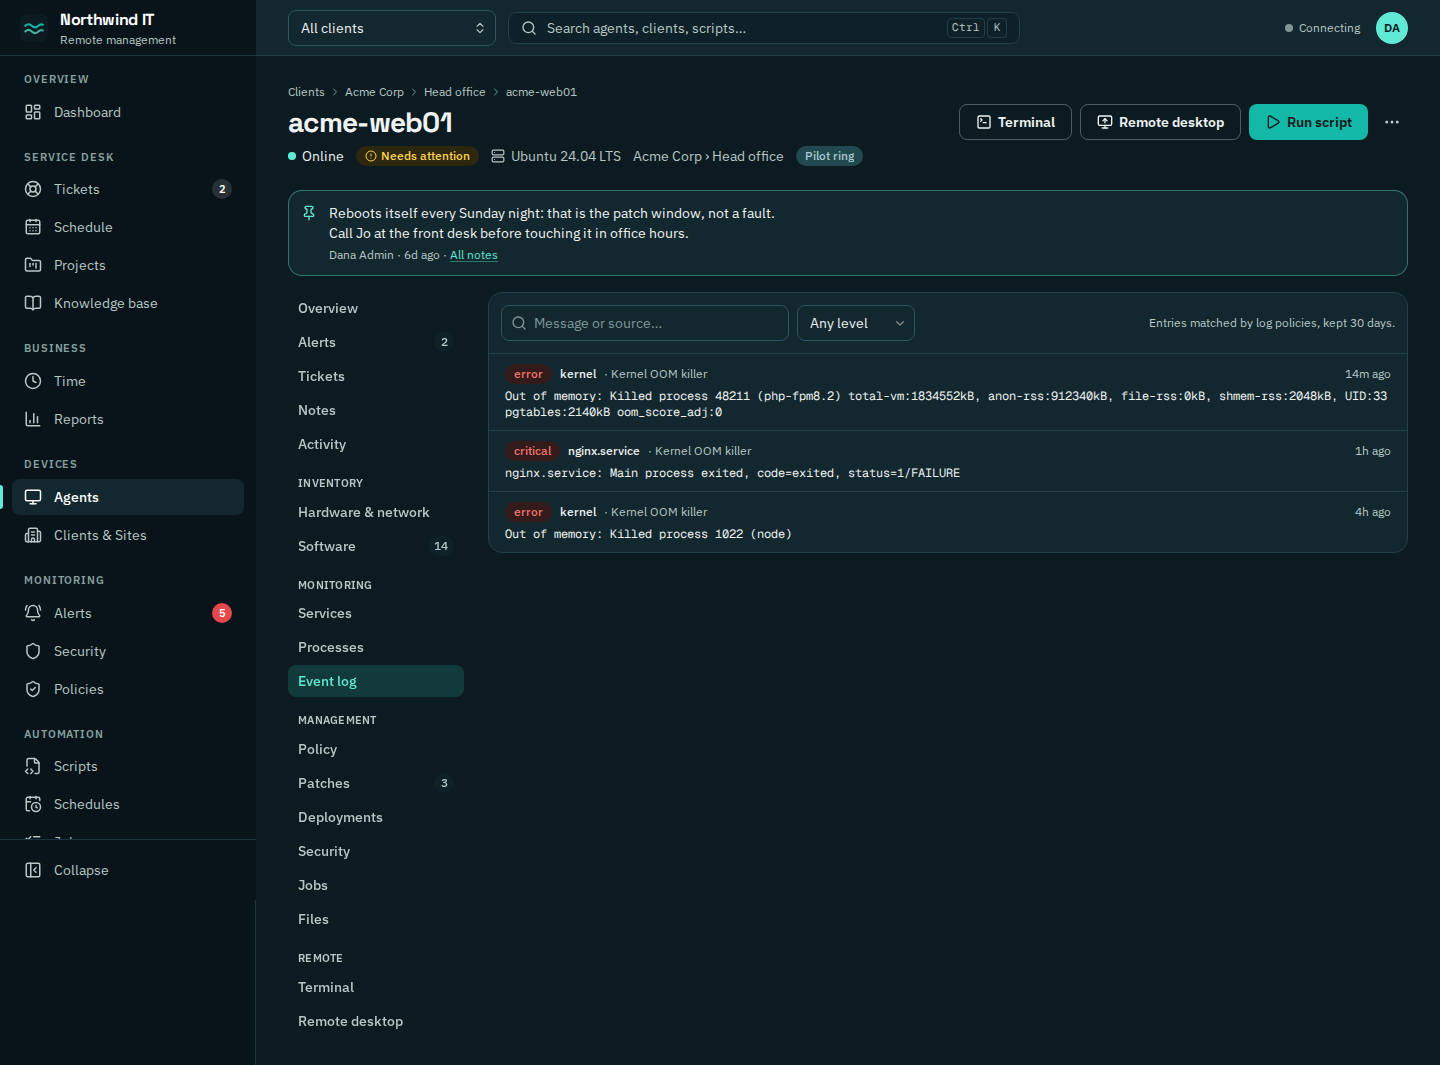 Northwind IT
Remote management
All clients
Search agents, clients, scripts...
Ctrl K
Connecting
DA
OVERVIEW
Dashboard
SERVICE DESK
Tickets 2
Schedule
Projects
Knowledge base
BUSINESS
Time
Reports
DEVICES
Agents
Clients & Sites
MONITORING
Alerts 5
Security
Policies
AUTOMATION
Scripts
Schedules
Collapse
Clients > Acme Corp > Head office > acme-web01
acme-web01
Terminal
Remote desktop
Run script
Online
Needs attention
Ubuntu 24.04 LTS
Acme Corp › Head office
Pilot ring
Reboots itself every Sunday night: that is the patch window, not a fault.
Call Jo at the front desk before touching it in office hours.
Dana Admin · 6d ago · All notes
Overview
Alerts 2
Tickets
Notes
Activity
INVENTORY
Hardware & network
Software 14
MONITORING
Services
Processes
Event log
MANAGEMENT
Policy
Patches 3
Deployments
Security
Jobs
Files
REMOTE
Terminal
Remote desktop
Message or source...
Any level
Entries matched by log policies, kept 30 days.
error kernel · Kernel OOM killer 14m ago
Out of memory: Killed process 48211 (php-fpm8.2) total-vm:1834552kB, anon-rss:912340kB, file-rss:0kB, shmem-rss:2048kB, UID:33
pgtables:2140kB oom_score_adj:0
critical nginx.service · Kernel OOM killer 1h ago
nginx.service: Main process exited, code=exited, status=1/FAILURE
error kernel · Kernel OOM killer 4h ago
Out of memory: Killed process 1022 (node)